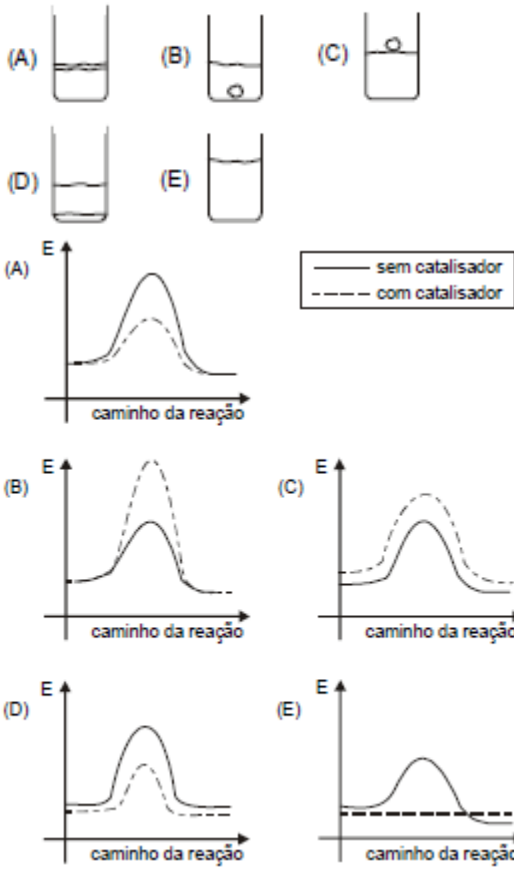 (A) (B) (C)
(D) (E)
(A) E
sem catalisador
com catalisador
caminho da reação
(B) E
caminho da reação
(C) E
caminho da reação
(D) E
caminho da reação
(E) E
caminho da reação